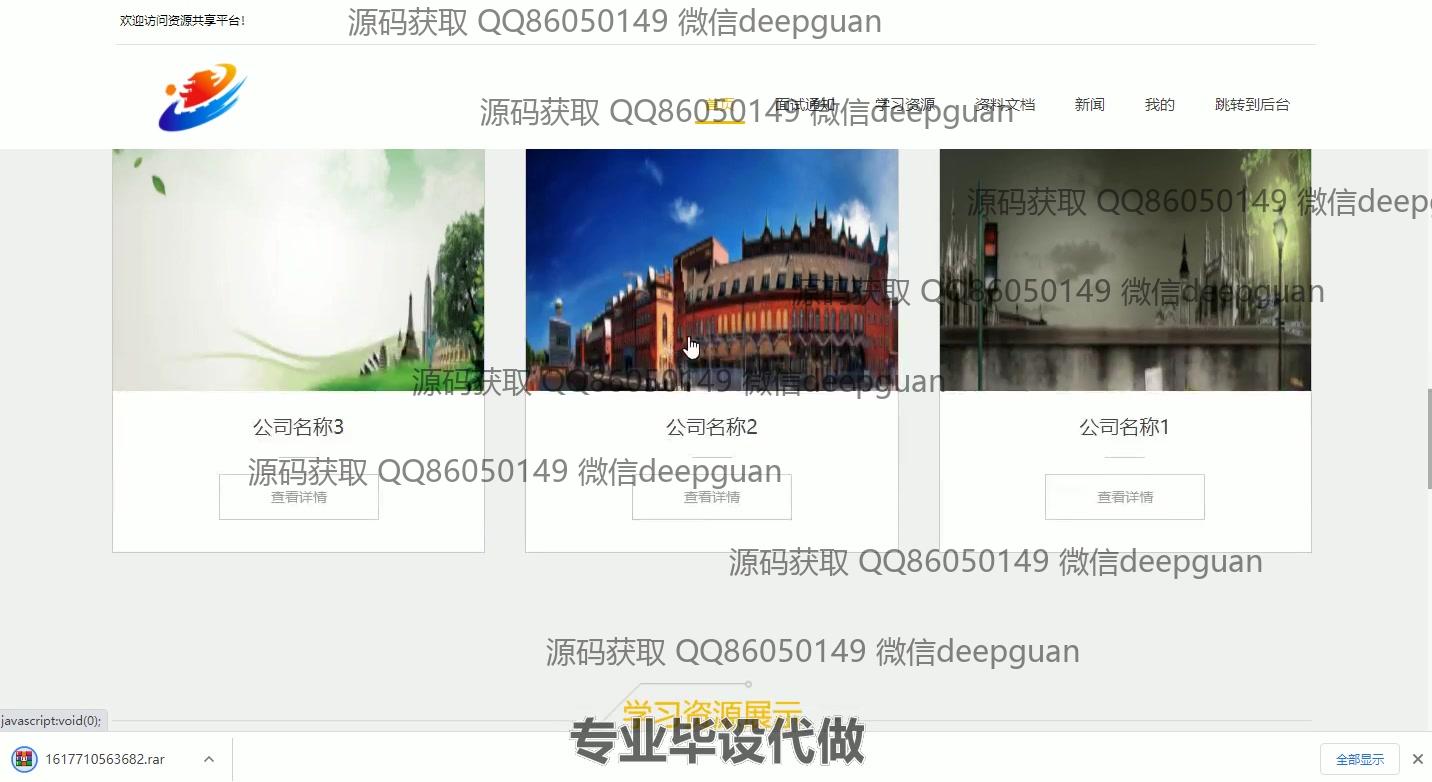 欢迎访问资源共享平台!
源码获取 QQ86050149 微信deepguan
首页 面试通知 学习资源 资料文档 新闻 我的 跳转到后台
源码获取 QQ86050149 微信deepguan
源码获取 QQ86050149 微信deepg
源码获取 QQ86050149 微信deepguan
源码获取 QQ86050149 微信deepguan
公司名称3 公司名称2 公司名称1
源码获取 QQ86050149 微信deepguan
查看详情 查看详情 查看详情
源码获取 QQ86050149 微信deepguan
源码获取 QQ86050149 微信deepguan
学习资源展示
javascript:void(0);
专业毕设代做
1617710563682.rar 全部显示